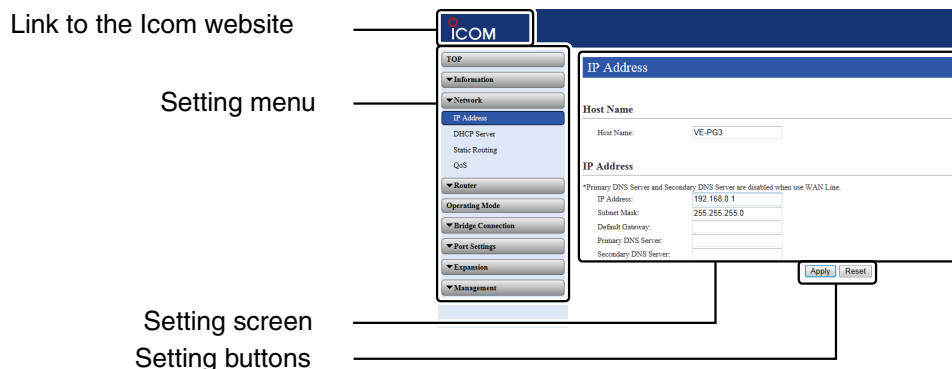 Link to the Icom website
ICOM
TOP
▼Information
Setting menu
▼Network
IP Address
DHCP Server
Static Routing
QoS
▼Router
Operating Mode
▼Bridge Connection
▼Port Settings
▼Expansion
▼Management
IP Address
Host Name
Host Name: VE-PG3
IP Address
*Primary DNS Server and Secondary DNS Server are disabled when use WAN Line.
IP Address: 192.168.0.1
Subnet Mask: 255.255.255.0
Default Gateway:
Primary DNS Server:
Secondary DNS Server:
Apply Reset
Setting screen
Setting buttons